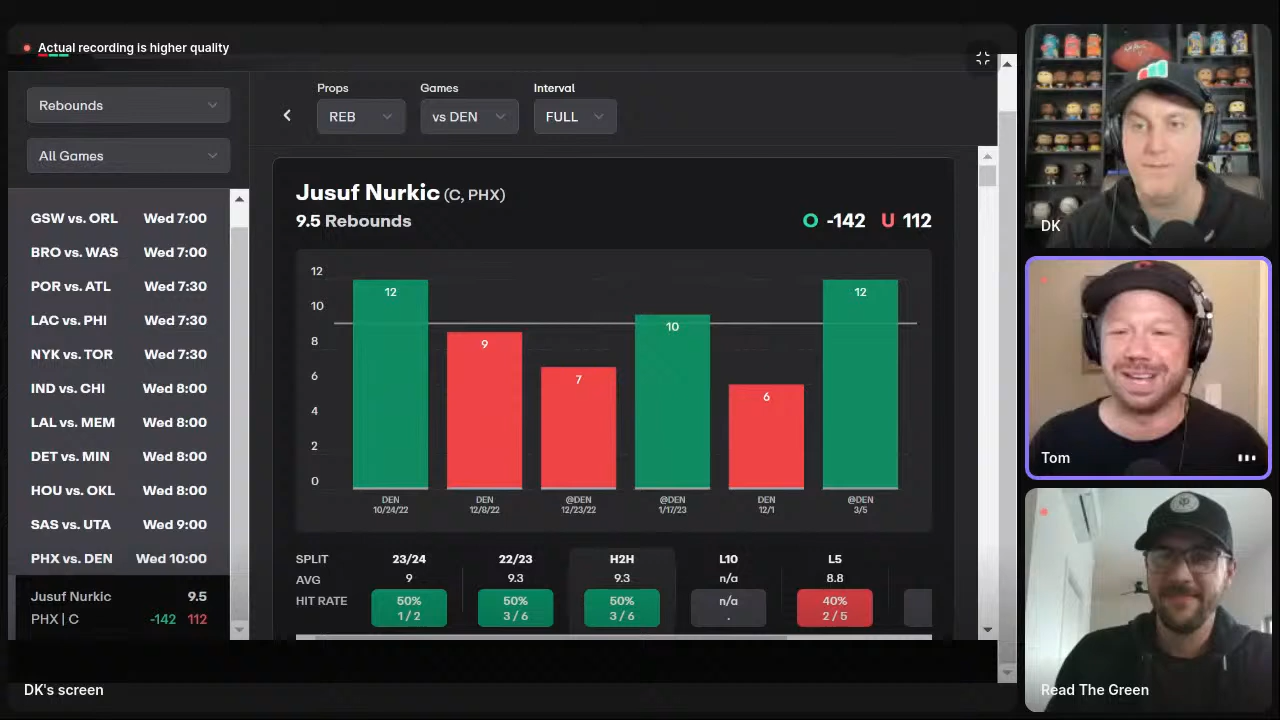 Actual recording is higher quality
Rebounds
All Games
GSW vs. ORL Wed 7:00
BRO vs. WAS Wed 7:00
POR vs. ATL Wed 7:30
LAC vs. PHI Wed 7:30
NYK vs. TOR Wed 7:30
IND vs. CHI Wed 8:00
LAL vs. MEM Wed 8:00
DET vs. MIN Wed 8:00
HOU vs. OKL Wed 8:00
SAS vs. UTA Wed 9:00
PHX vs. DEN Wed 10:00
Jusuf Nurkic 9.5
PHX | C -142 112
Props Games Interval
REB vs DEN FULL
Jusuf Nurkic (C, PHX)
9.5 Rebounds O -142 U 112
12
10
8
6
4
2
0
12 9 7 10 6 12
DEN DEN @DEN @DEN DEN @DEN
10/24/22 12/8/22 12/23/22 1/17/23 12/1 3/5
SPLIT 23/24 22/23 H2H L10 L5
AVG 9 9.3 9.3 n/a 8.8
HIT RATE 50% 50% 50% n/a 40%
1 / 2 3 / 6 3 / 6 . 2 / 5
DK's screen
DK
Tom
Read The Green